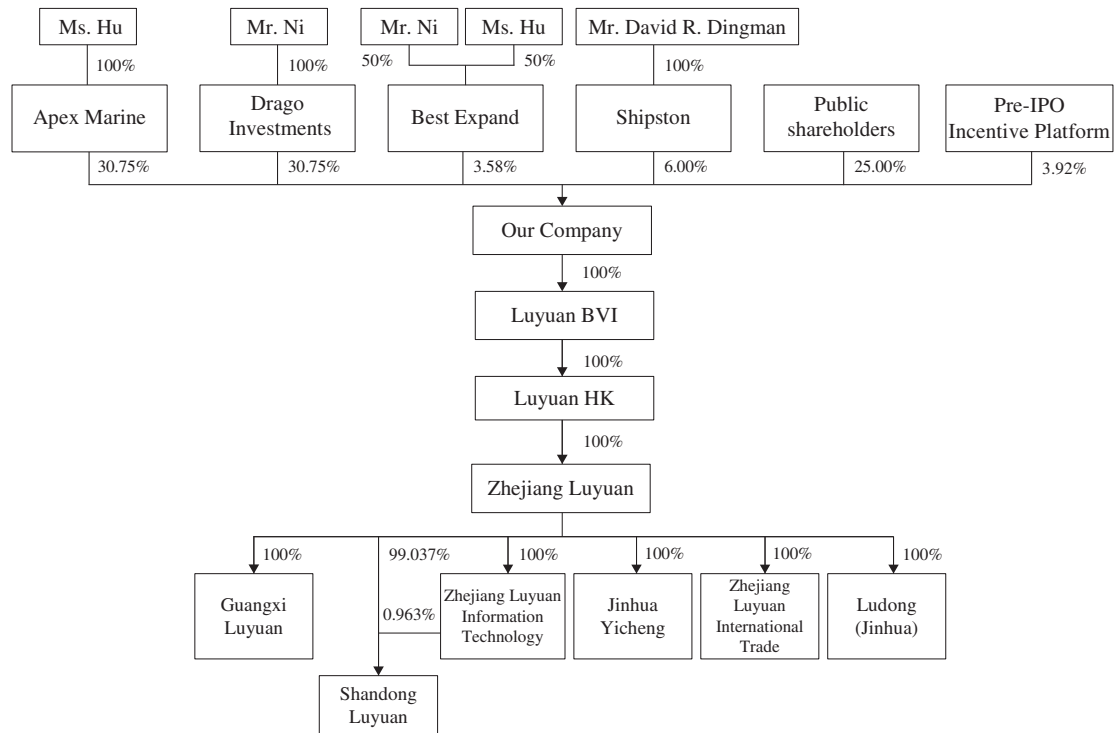 Ms. Hu
Mr. Ni
Mr. Ni
Ms. Hu
Mr. David R. Dingman
100%
100%
50%
50%
100%
Apex Marine
Drago
Investments
Best Expand
Shipston
Public
shareholders
Pre-IPO
Incentive Platform
30.75%
30.75%
3.58%
6.00%
25.00%
3.92%
Our Company
100%
Luyuan BVI
100%
Luyuan HK
100%
Zhejiang Luyuan
100%
99.037%
100%
100%
100%
100%
Guangxi
Luyuan
0.963%
Zhejiang Luyuan
Information
Technology
Jinhua
Yicheng
Zhejiang
Luyuan
International
Trade
Ludong
(Jinhua)
Shandong
Luyuan